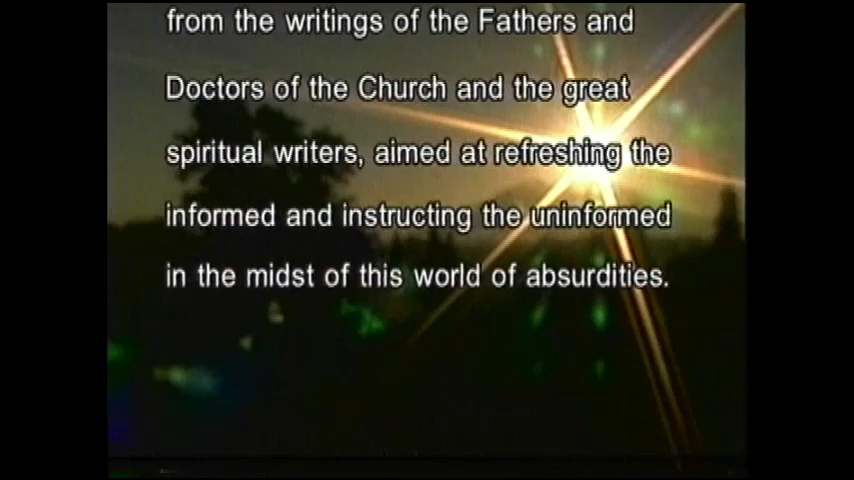 from the writings of the Fathers and
Doctors of the Church and the great
spiritual writers, aimed at refreshing the
informed and instructing the uninformed
in the midst of this world of absurdities.